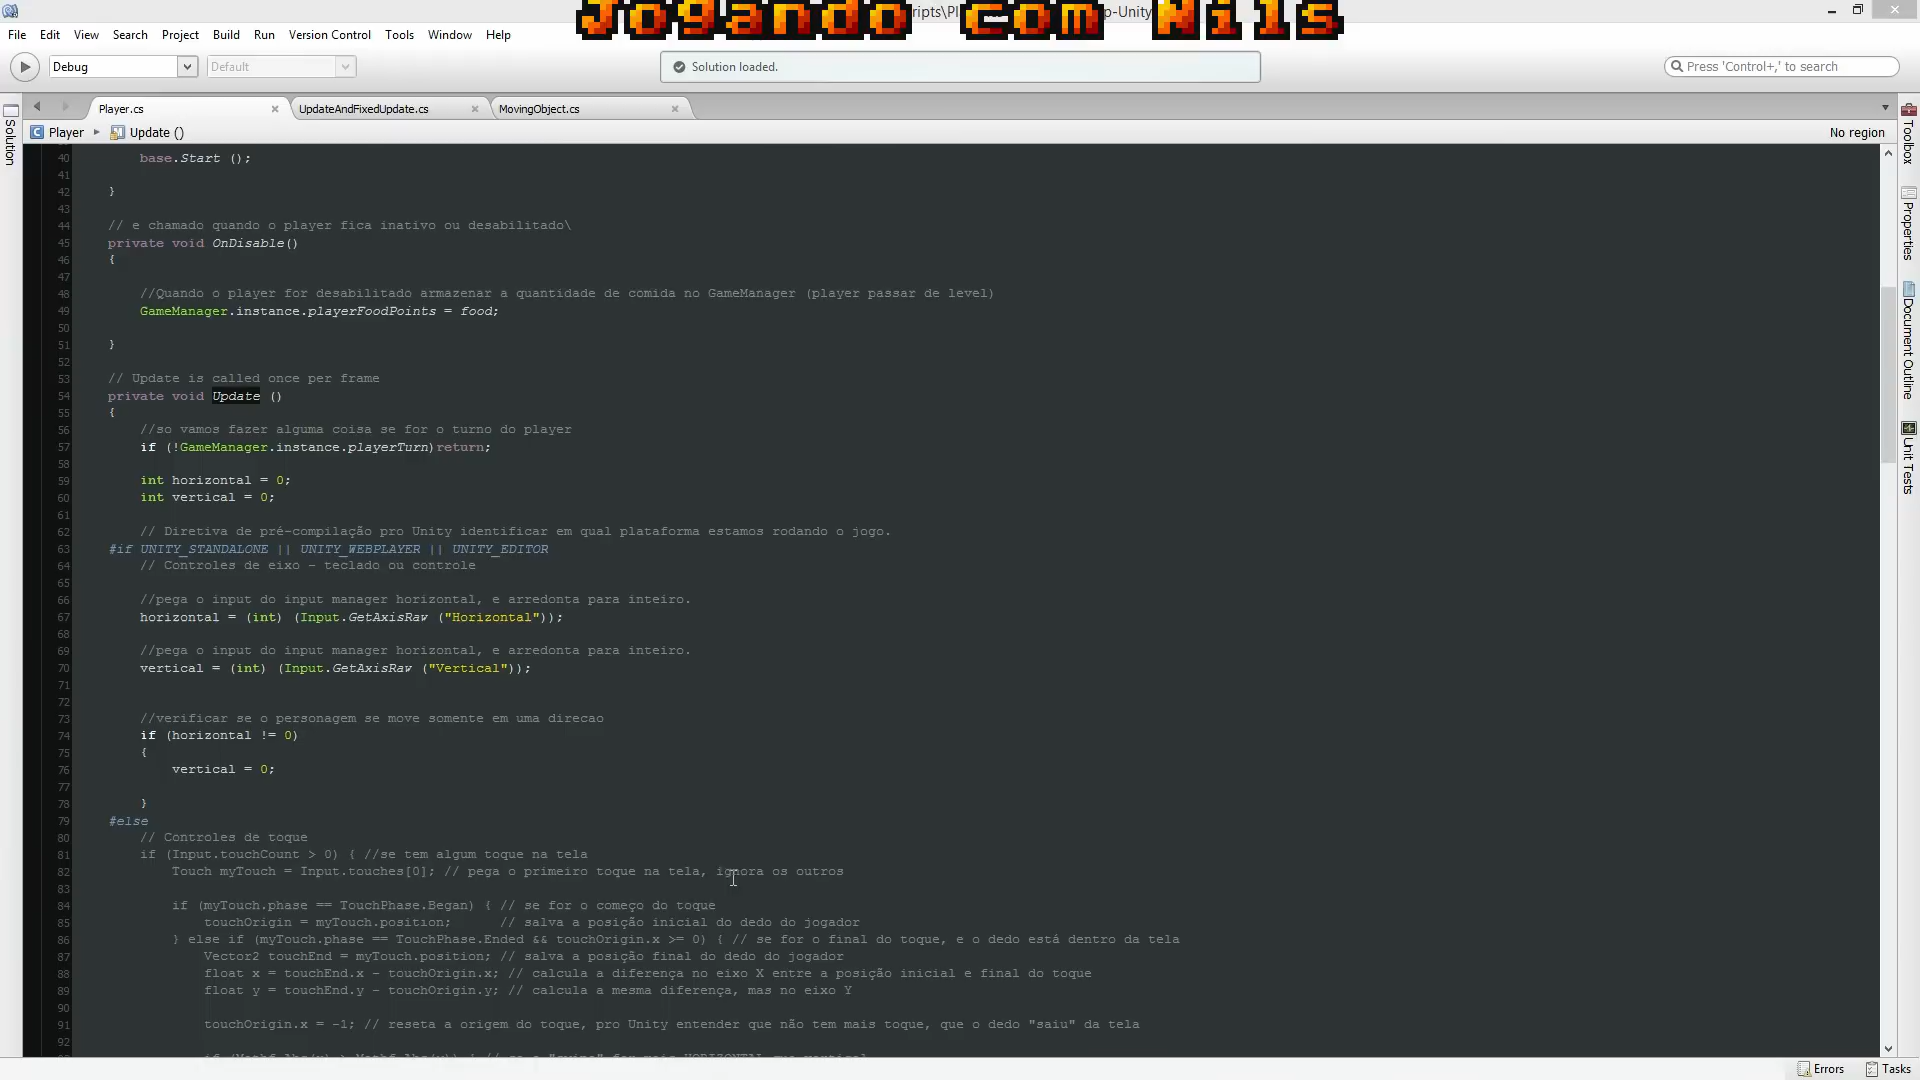 Jogando com Nils
ripts\Pl
p-Unity
File Edit View Search Project Build Run Version Control Tools Window Help
Debug
Default
Solution loaded.
Press 'Control+,' to search
Player.cs
UpdateAndFixedUpdate.cs
MovingObject.cs
Player
Update ()
No region
Solution
Toolbox
Properties
Document Outline
Unit Tests
40 base.Start ();
41
42 }
43
44 // e chamado quando o player fica inativo ou desabilitado\
45 private void OnDisable()
46 {
47
48 //Quando o player for desabilitado armazenar a quantidade de comida no GameManager (player passar de level)
49 GameManager.instance.playerFoodPoints = food;
50
51 }
52
53 // Update is called once per frame
54 private void Update ()
55 {
56 //so vamos fazer alguma coisa se for o turno do player
57 if (!GameManager.instance.playerTurn)return;
58
59 int horizontal = 0;
60 int vertical = 0;
61
62 // Diretiva de pré-compilação pro Unity identificar em qual plataforma estamos rodando o jogo.
63 #if UNITY_STANDALONE || UNITY_WEBPLAYER || UNITY_EDITOR
64 // Controles de eixo - teclado ou controle
65
66 //pega o input do input manager horizontal, e arredonta para inteiro.
67 horizontal = (int) (Input.GetAxisRaw ("Horizontal"));
68
69 //pega o input do input manager horizontal, e arredonta para inteiro.
70 vertical = (int) (Input.GetAxisRaw ("Vertical"));
71
72
73 //verificar se o personagem se move somente em uma direcao
74 if (horizontal != 0)
75 {
76 vertical = 0;
77
78 }
79 #else
80 // Controles de toque
81 if (Input.touchCount > 0) { //se tem algum toque na tela
82 Touch myTouch = Input.touches[0]; // pega o primeiro toque na tela, ignora os outros
83
84 if (myTouch.phase == TouchPhase.Began) { // se for o começo do toque
85 touchOrigin = myTouch.position; // salva a posição inicial do dedo do jogador
86 } else if (myTouch.phase == TouchPhase.Ended && touchOrigin.x >= 0) { // se for o final do toque, e o dedo está dentro da tela
87 Vector2 touchEnd = myTouch.position; // salva a posição final do dedo do jogador
88 float x = touchEnd.x - touchOrigin.x; // calcula a diferença no eixo X entre a posição inicial e final do toque
89 float y = touchEnd.y - touchOrigin.y; // calcula a mesma diferença, mas no eixo Y
90
91 touchOrigin.x = -1; // reseta a origem do toque, pro Unity entender que não tem mais toque, que o dedo "saiu" da tela
92
Errors
Tasks